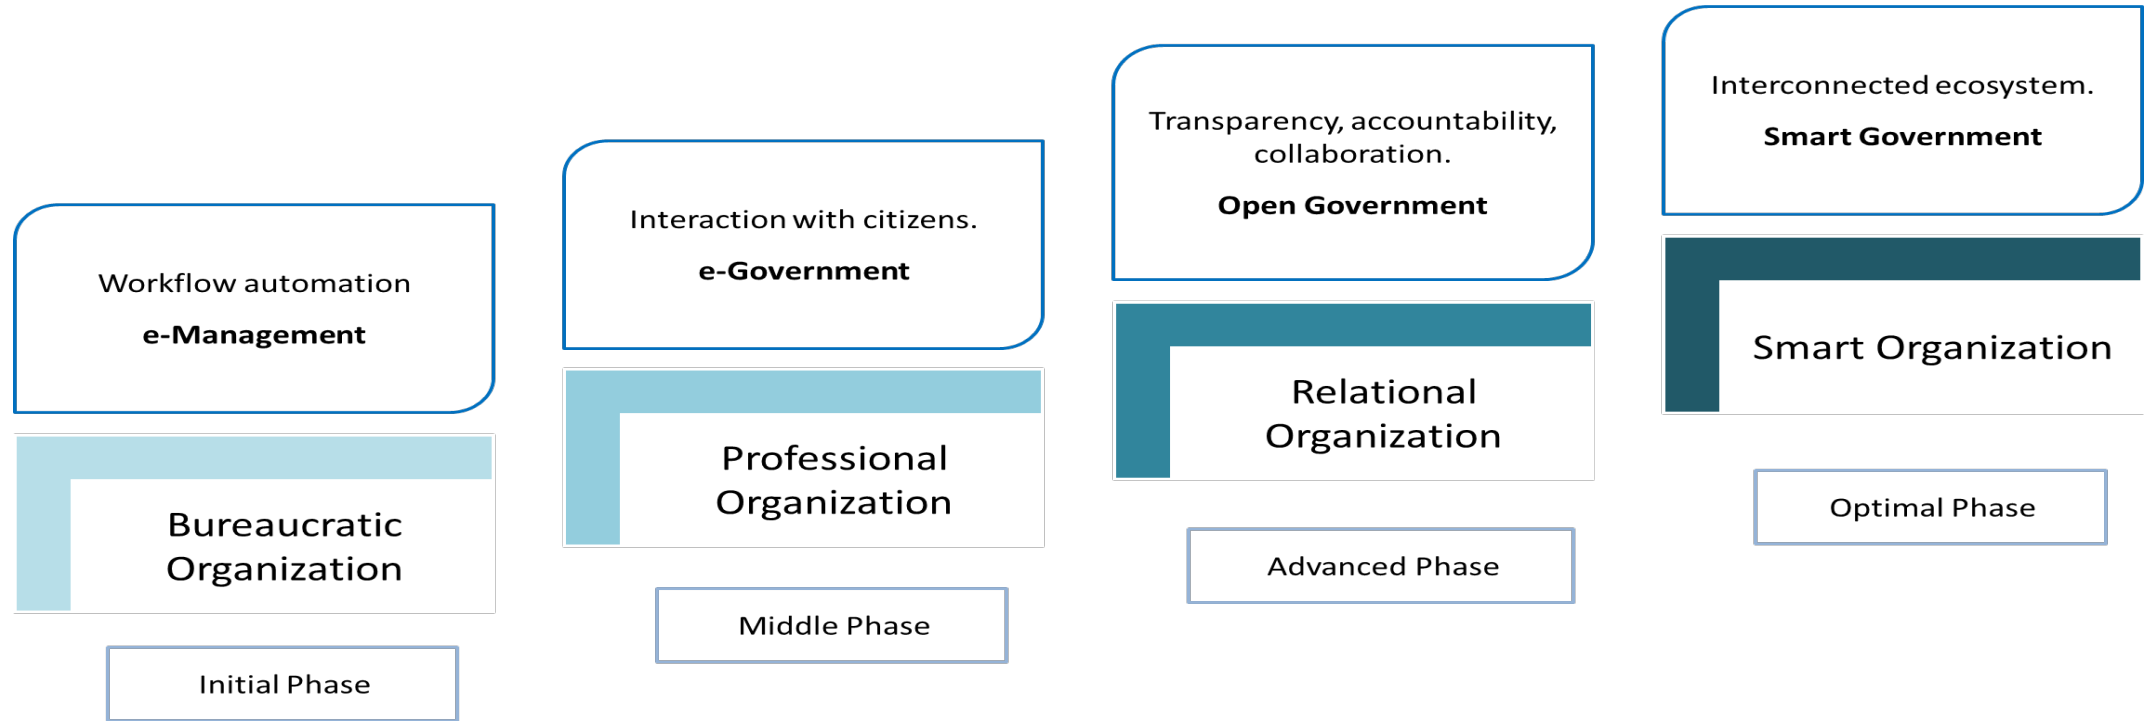 Workflow automation
e-Management
Bureaucratic
Organization
Initial Phase
Interaction with citizens.
e-Government
Professional
Organization
Middle Phase
Transparency, accountability,
collaboration.
Open Government
Relational
Organization
Advanced Phase
Interconnected ecosystem.
Smart Government
Smart Organization
Optimal Phase